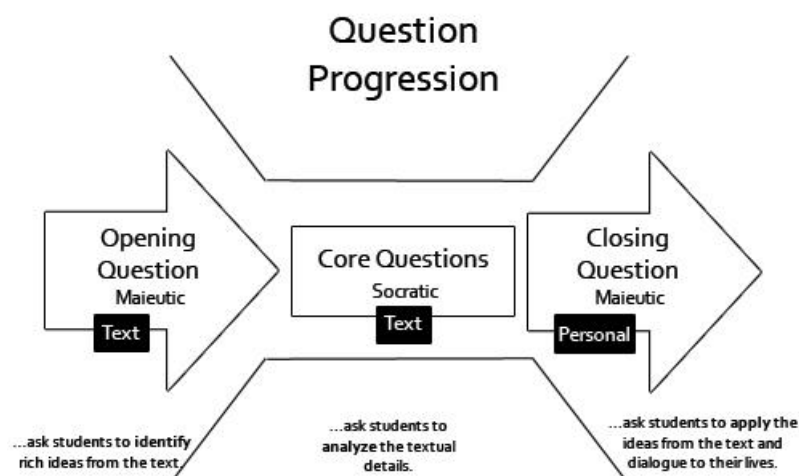 Question
Progression
Opening
Question
Maieutic
Text
Core Questions
Socratic
Text
Closing
Question
Maieutic
Personal
...ask students to identify
rich ideas from the text.
...ask students to
analyze the textual
details.
...ask students to apply the
ideas from the text and
dialogue to their lives.